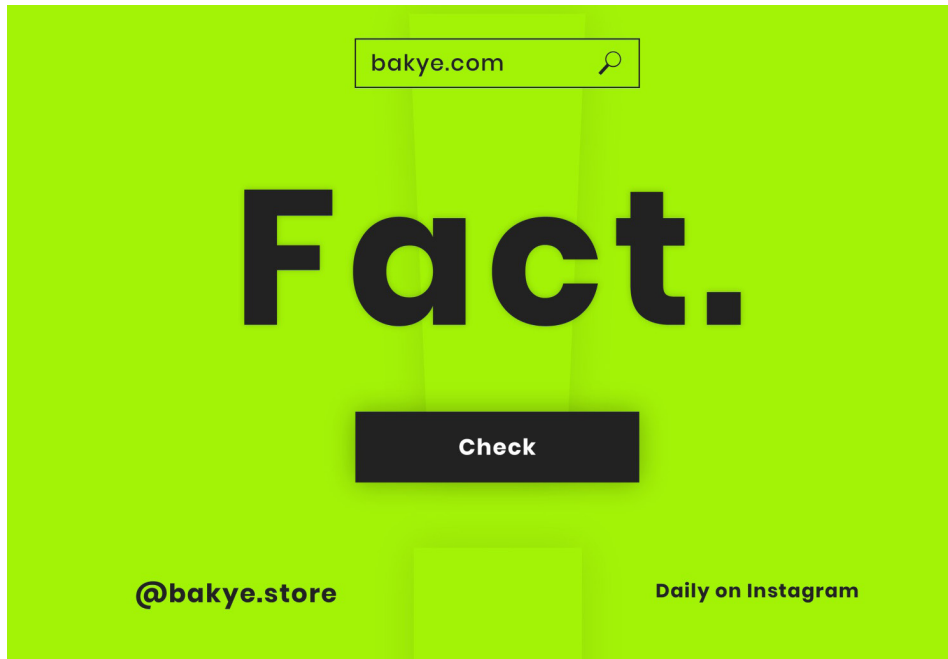 bakye.com
Fact.
Check
@bakye.store
Daily on Instagram